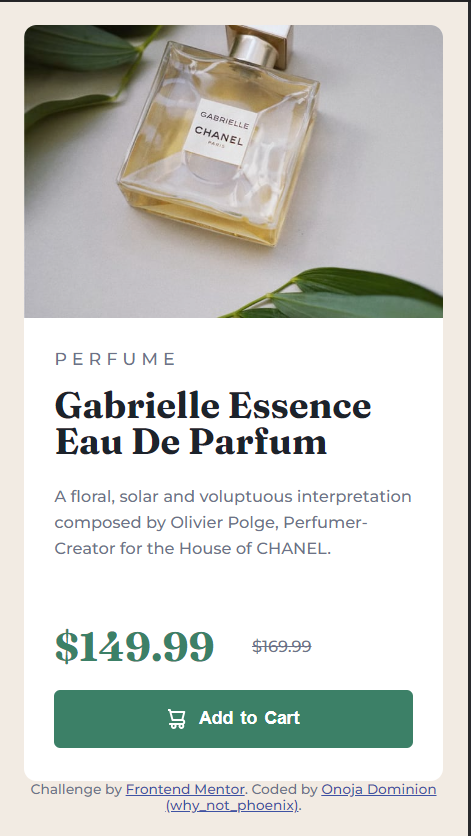 GABRIELLE
CHANEL
PARIS
PERFUME
Gabrielle Essence
Eau De Parfum
A floral, solar and voluptuous interpretation
composed by Olivier Polge, Perfumer-
Creator for the House of CHANEL.
$149.99 $169.99
Add to Cart
Challenge by Frontend Mentor. Coded by Onoja Dominion
(why_not_phoenix).